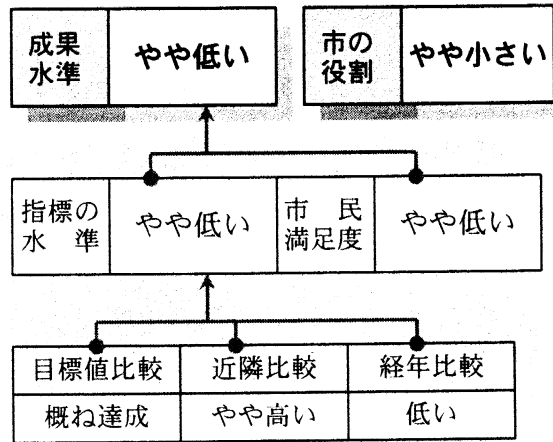 成果
水準
やや低い
市の
役割
やや小さい
指標の
水 準
やや低い
市 民
満足度
やや低い
目標値比較 近隣比較 経年比較
概ね達成 やや高い 低い